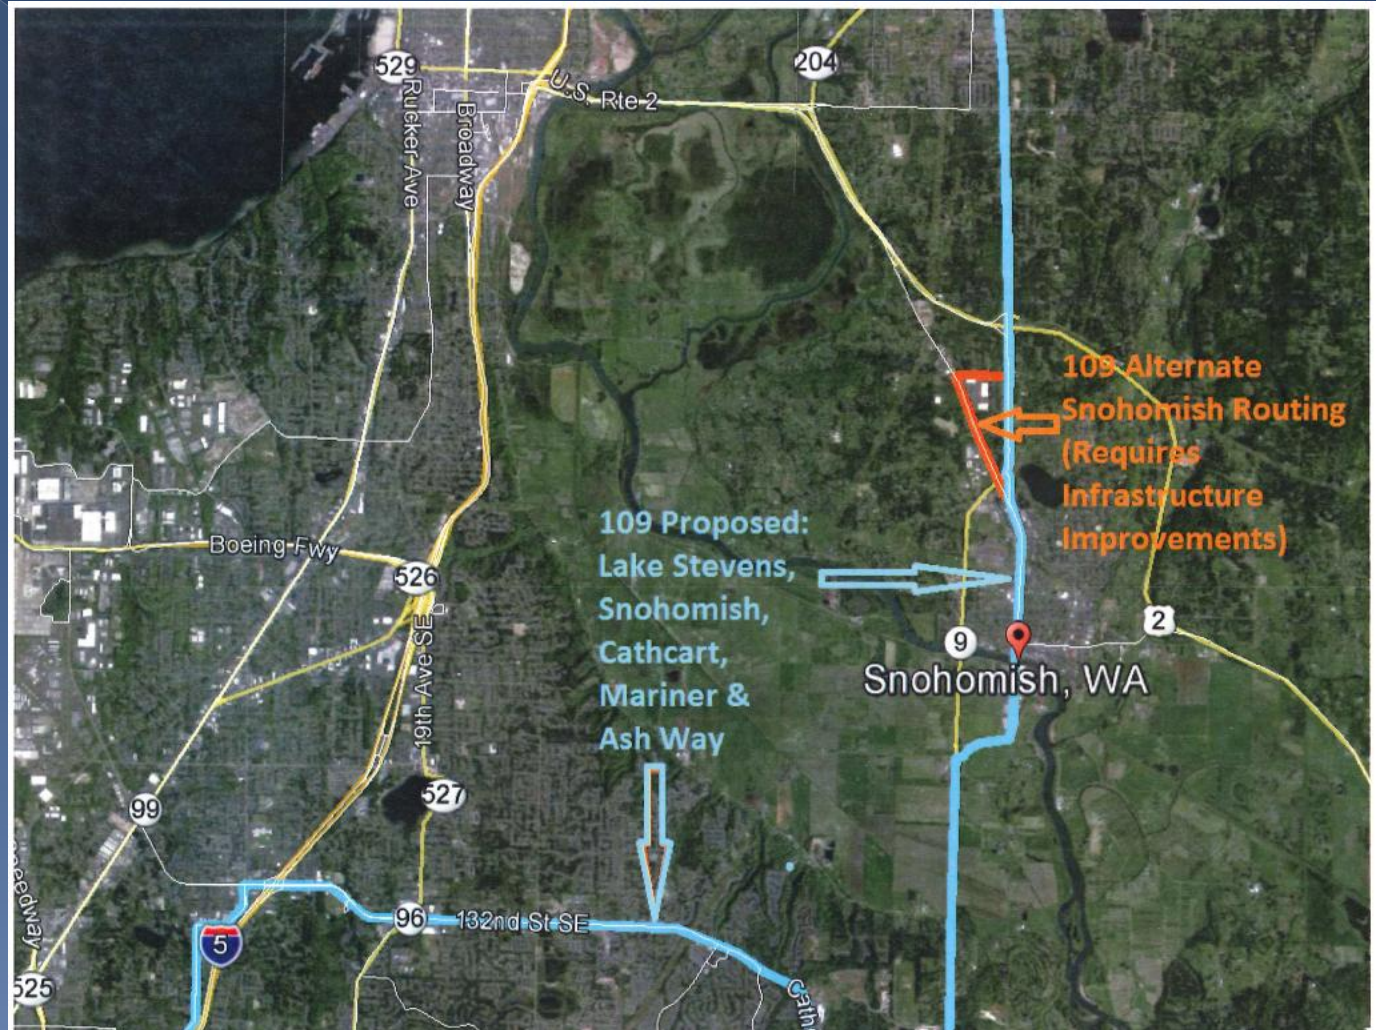 529
204
U.S. Rte 2
Rucker Ave
Broadway
109 Alternate
Snohomish Routing
(Requires
Infrastructure
Improvements)
109 Proposed:
Lake Stevens,
Snohomish,
Cathcart,
Mariner &
Ash Way
Boeing Fwy
526
19th Ave SE
9
2
Snohomish, WA
527
99
96
132nd St SE
5
525
Cath